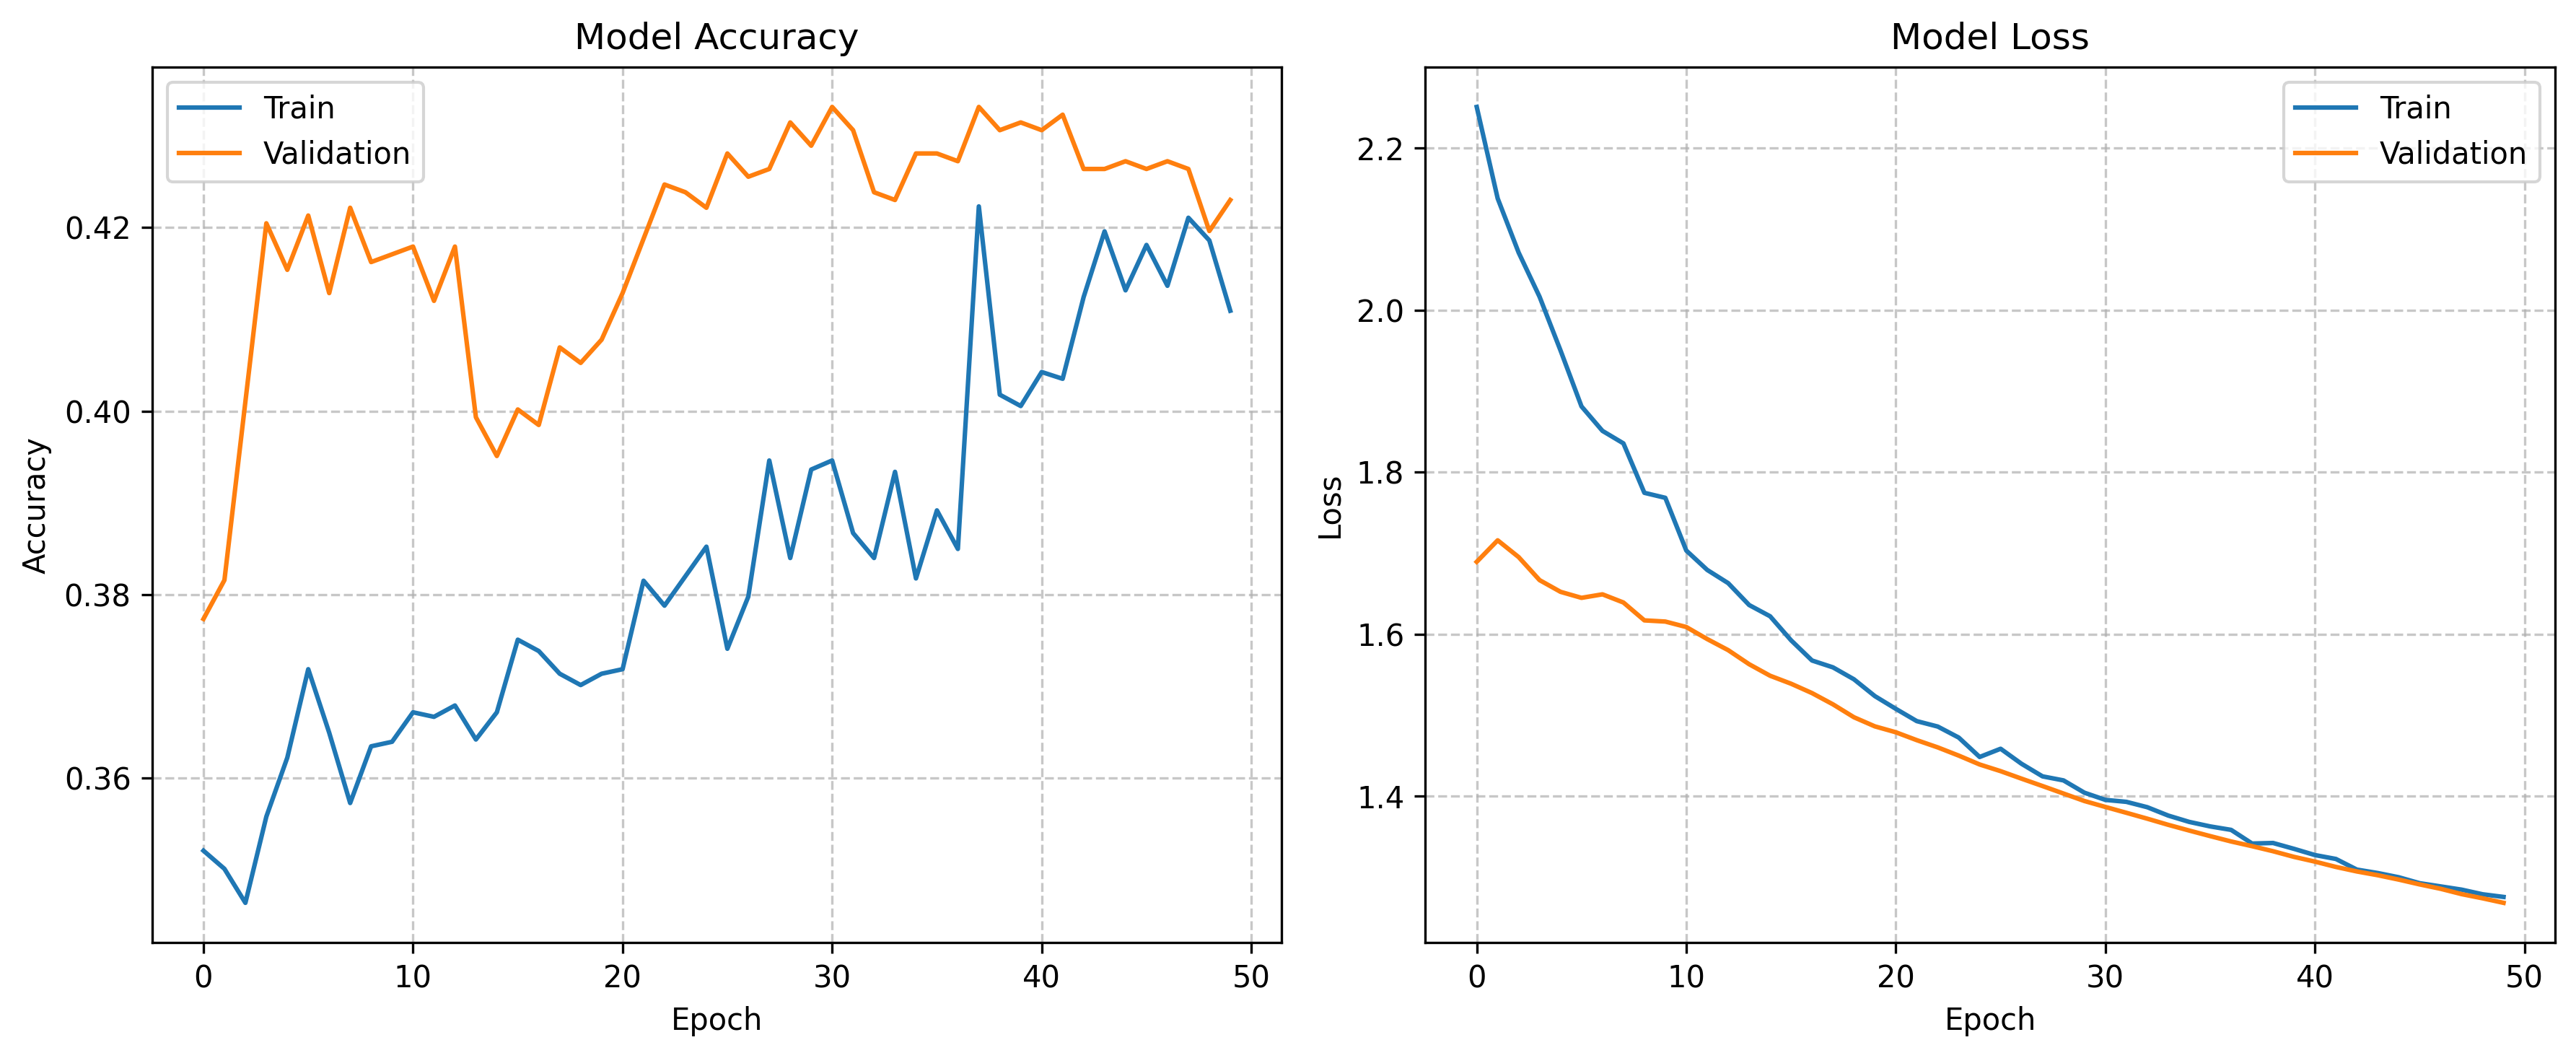 Model Accuracy
Train
Validation
0.42
0.40
0.38
0.36
Accuracy
0 10 20 30 40 50
Epoch
Model Loss
Train
Validation
2.2
2.0
1.8
1.6
1.4
Loss
0 10 20 30 40 50
Epoch